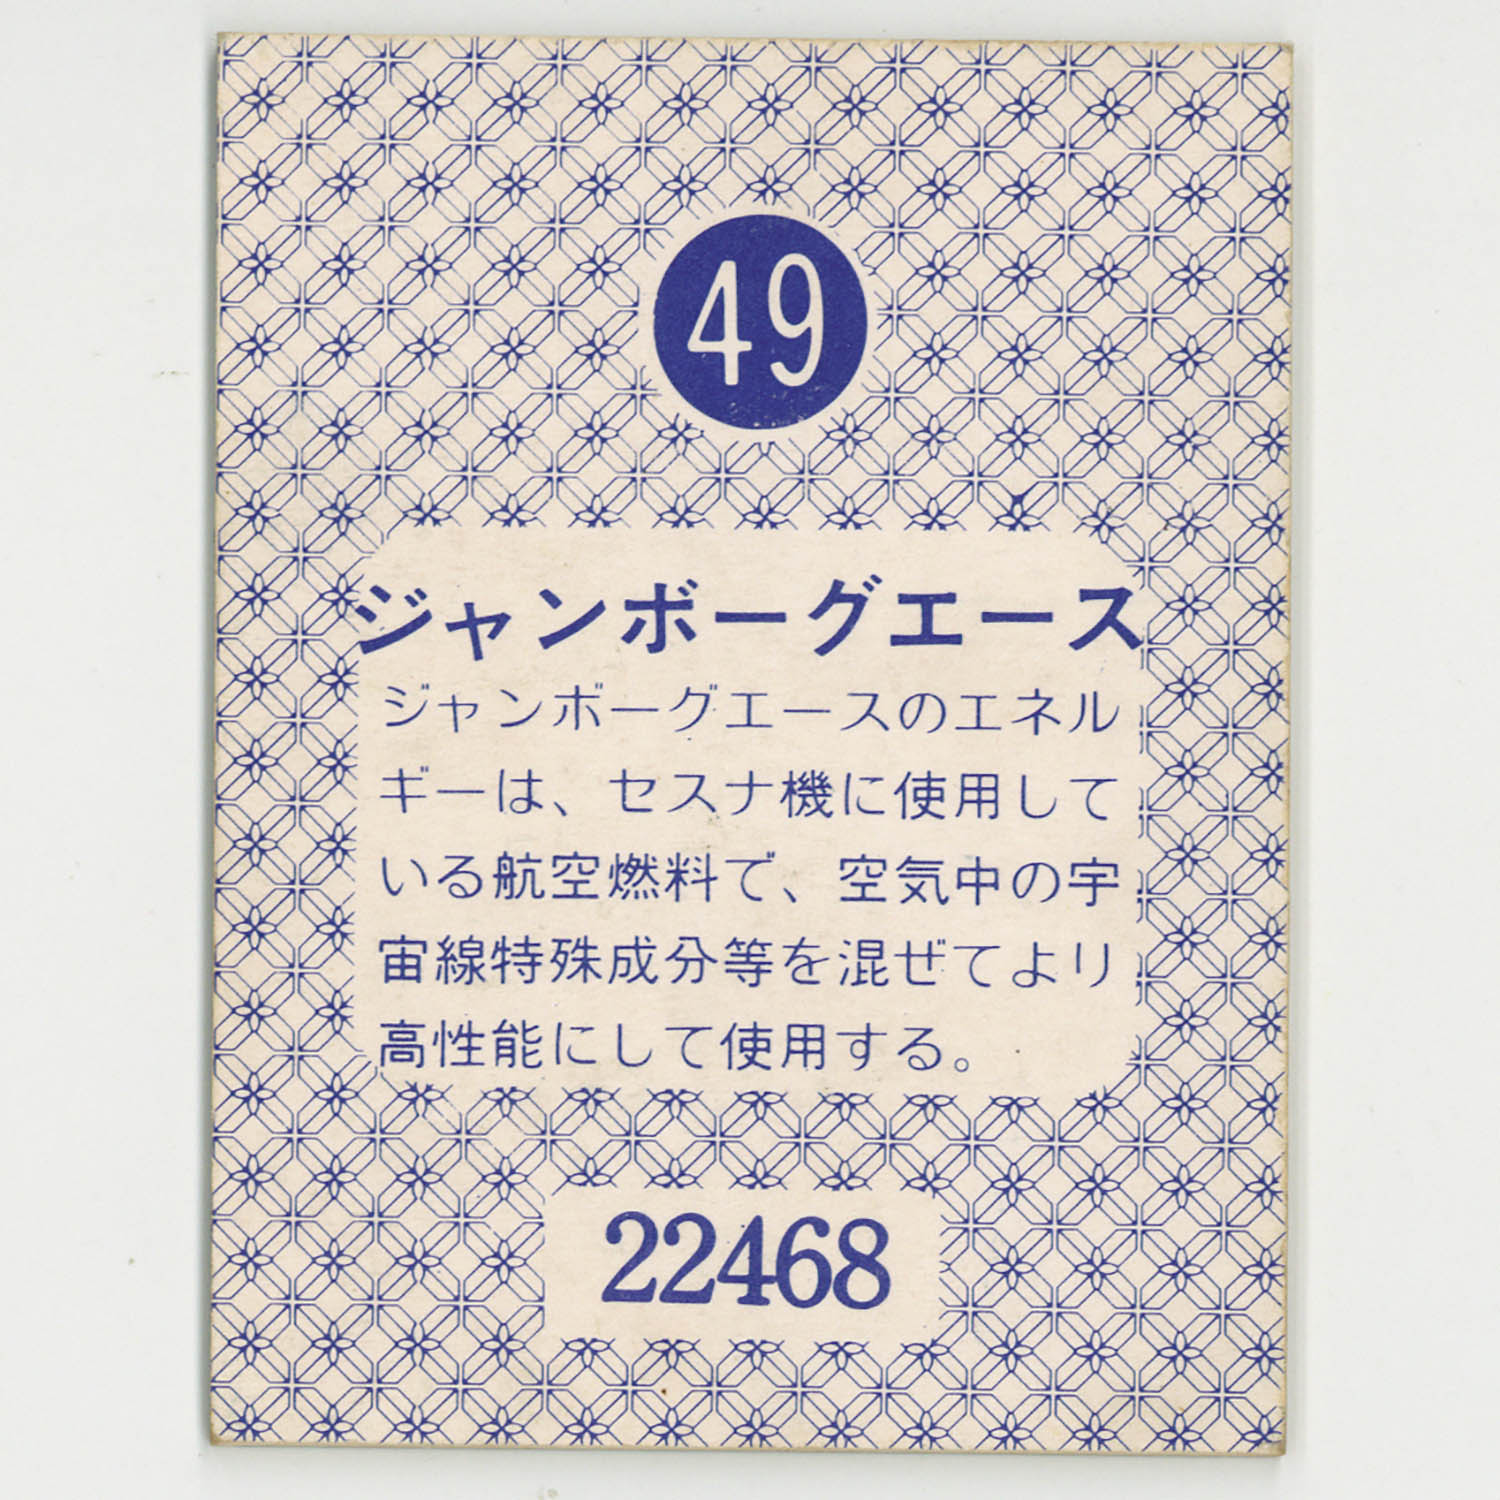 49
ジャンボーグエース
ジャンボーグエースのエネル
ギーは、セスナ機に使用して
いる航空燃料で、空気中の宇
宙線特殊成分等を混ぜてより
高性能にして使用する。
22468